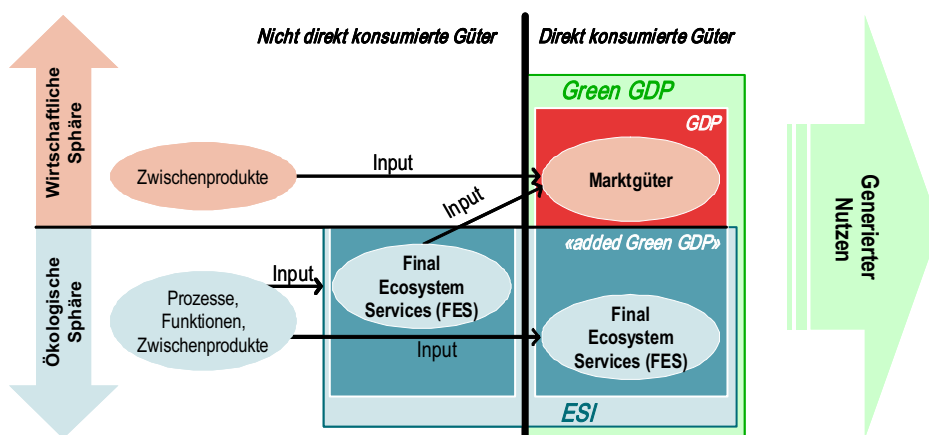 Nicht direkt konsumierte Güter
Direkt konsumierte Güter
Wirtschaftliche
Sphäre
Green GDP
GDP
Zwischenprodukte
Input
Marktgüter
Input
Generierter
Nutzen
Ökologische
Sphäre
«added Green GDP»
Prozesse,
Funktionen,
Zwischenprodukte
Input
Final
Ecosystem
Services (FES)
Input
Final
Ecosystem
Services (FES)
ESI